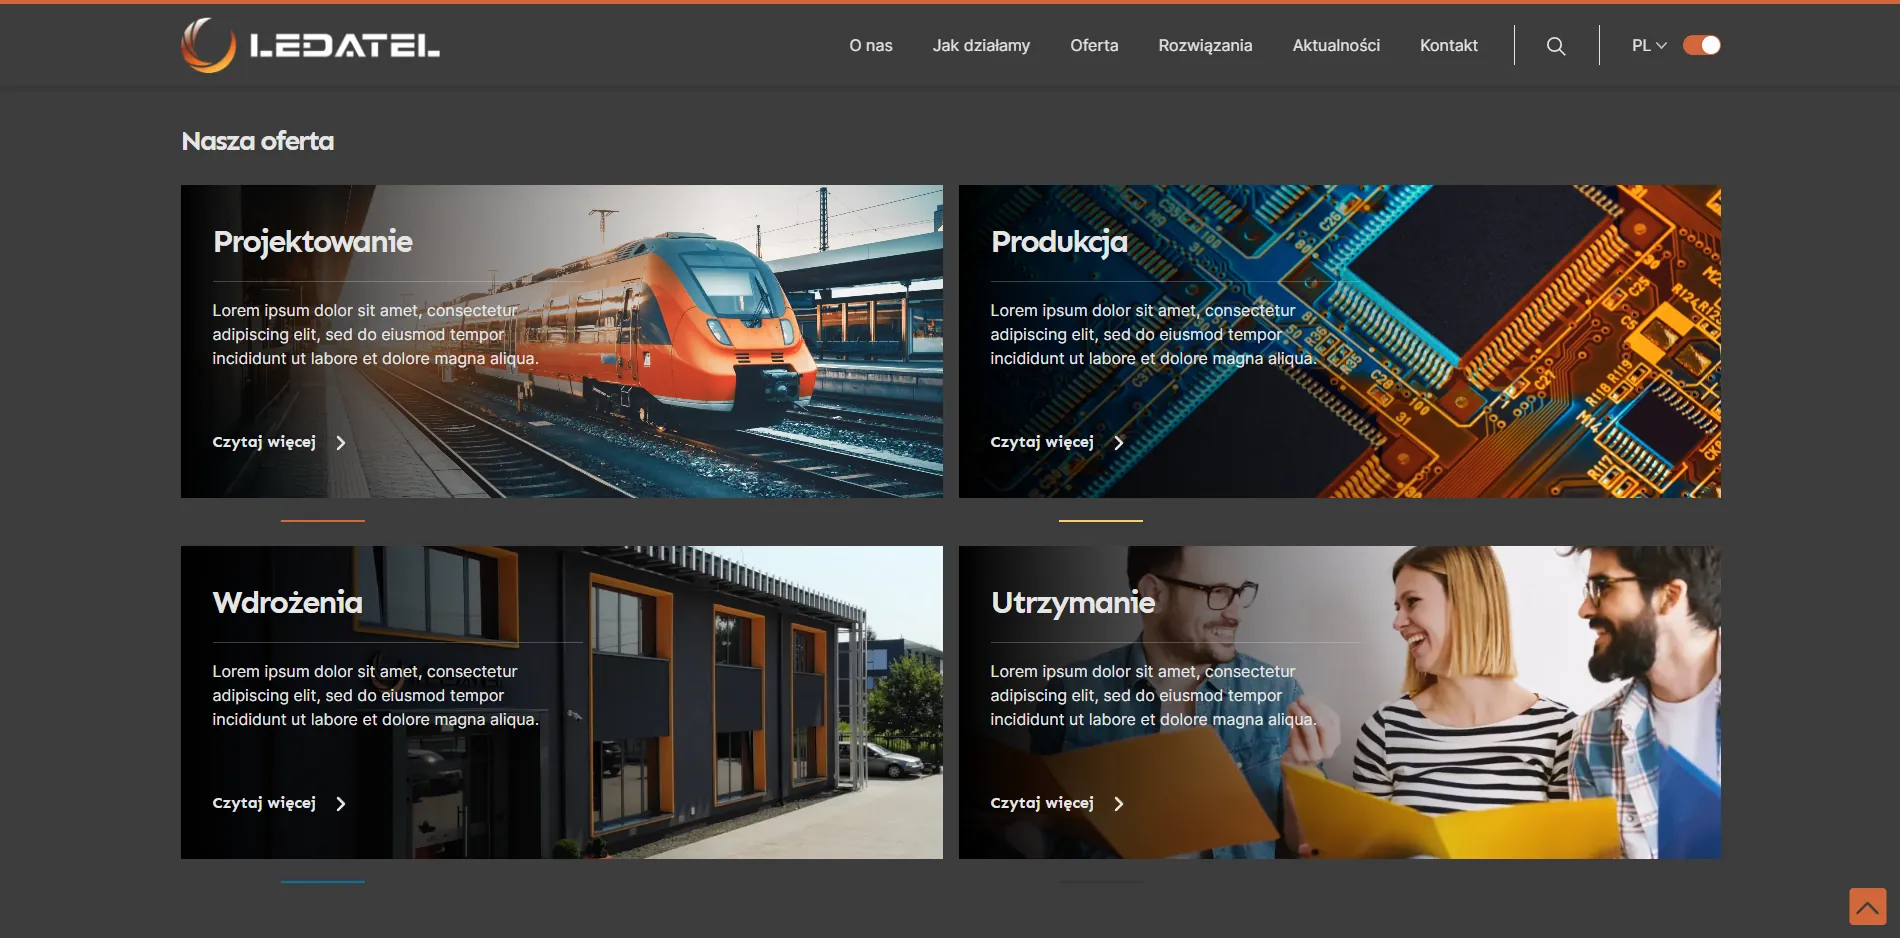 LEDATEL
O nas
Jak działamy
Oferta
Rozwiązania
Aktualności
Kontakt
PL
Nasza oferta
Projektowanie
Lorem ipsum dolor sit amet, consectetur
adipiscing elit, sed do eiusmod tempor
incididunt ut labore et dolore magna aliqua.
Czytaj więcej
Produkcja
Lorem ipsum dolor sit amet, consectetur
adipiscing elit, sed do eiusmod tempor
incididunt ut labore et dolore magna aliqua.
Czytaj więcej
Wdrożenia
Lorem ipsum dolor sit amet, consectetur
adipiscing elit, sed do eiusmod tempor
incididunt ut labore et dolore magna aliqua.
Czytaj więcej
Utrzymanie
Lorem ipsum dolor sit amet, consectetur
adipiscing elit, sed do eiusmod tempor
incididunt ut labore et dolore magna aliqua.
Czytaj więcej